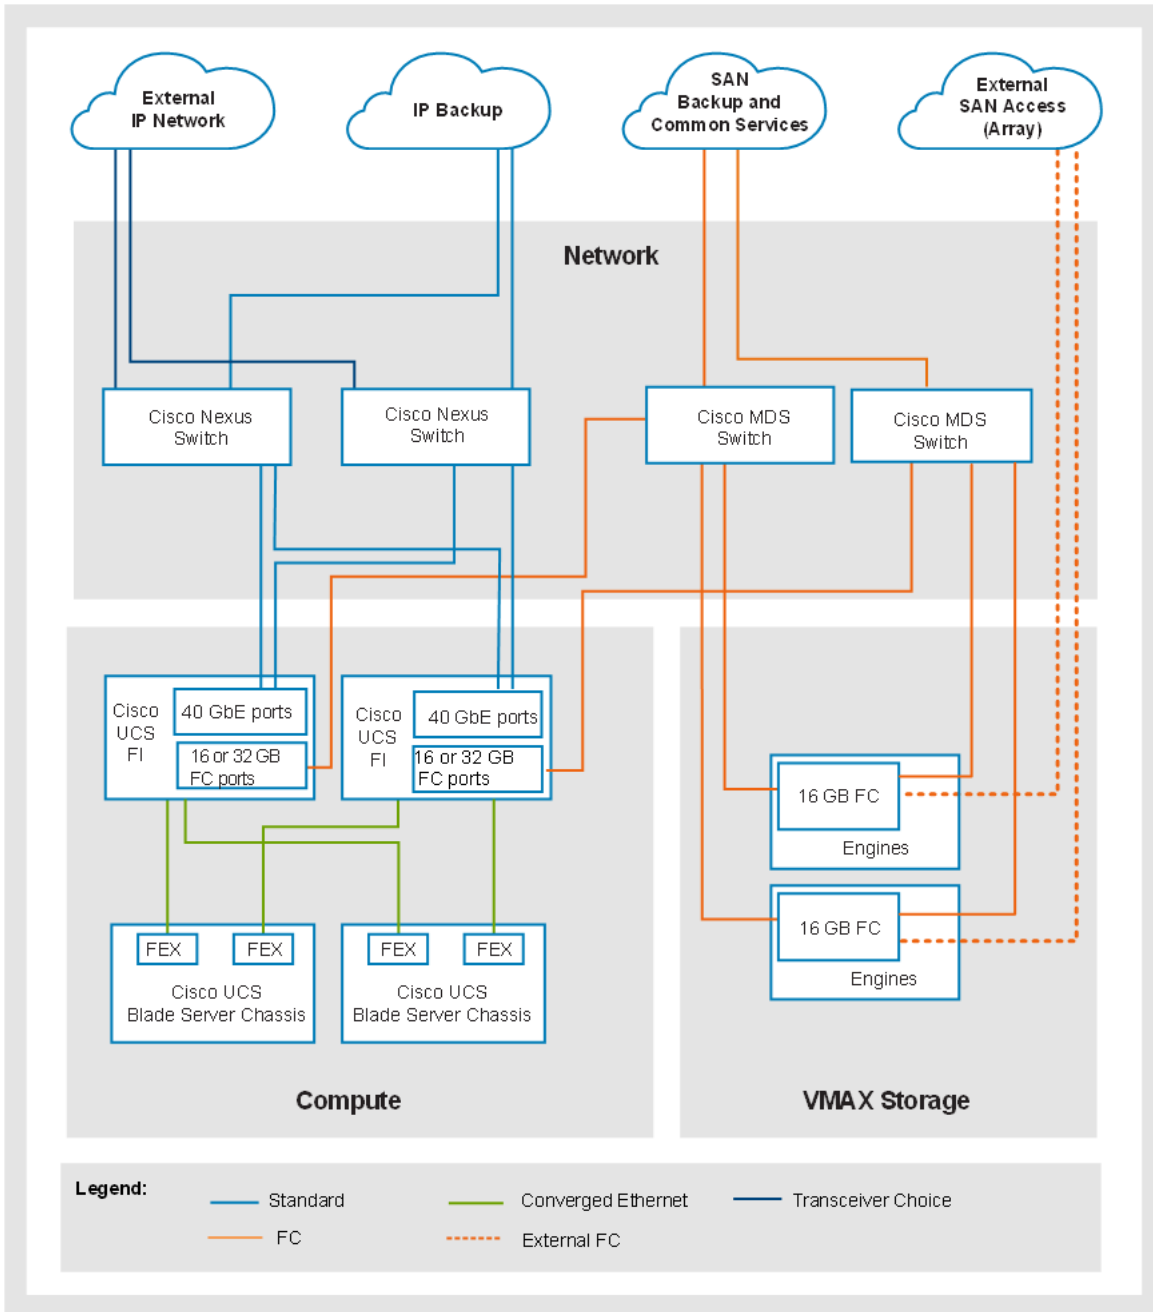 External
IP Network
IP Backup
SAN
Backup and
Common Services
External
SAN Access
(Array)
Network
Cisco Nexus
Switch
Cisco Nexus
Switch
Cisco MDS
Switch
Cisco MDS
Switch
Cisco
UCS
FI
40 GbE ports
16 or 32 GB
FC ports
Cisco
UCS
FI
40 GbE ports
16 or 32 GB
FC ports
16 GB FC
Engines
16 GB FC
Engines
FEX
FEX
Cisco UCS
Blade Server Chassis
FEX
FEX
Cisco UCS
Blade Server Chassis
Compute
VMAX Storage
Legend:
Standard
Converged Ethernet
Transceiver Choice
FC
External FC